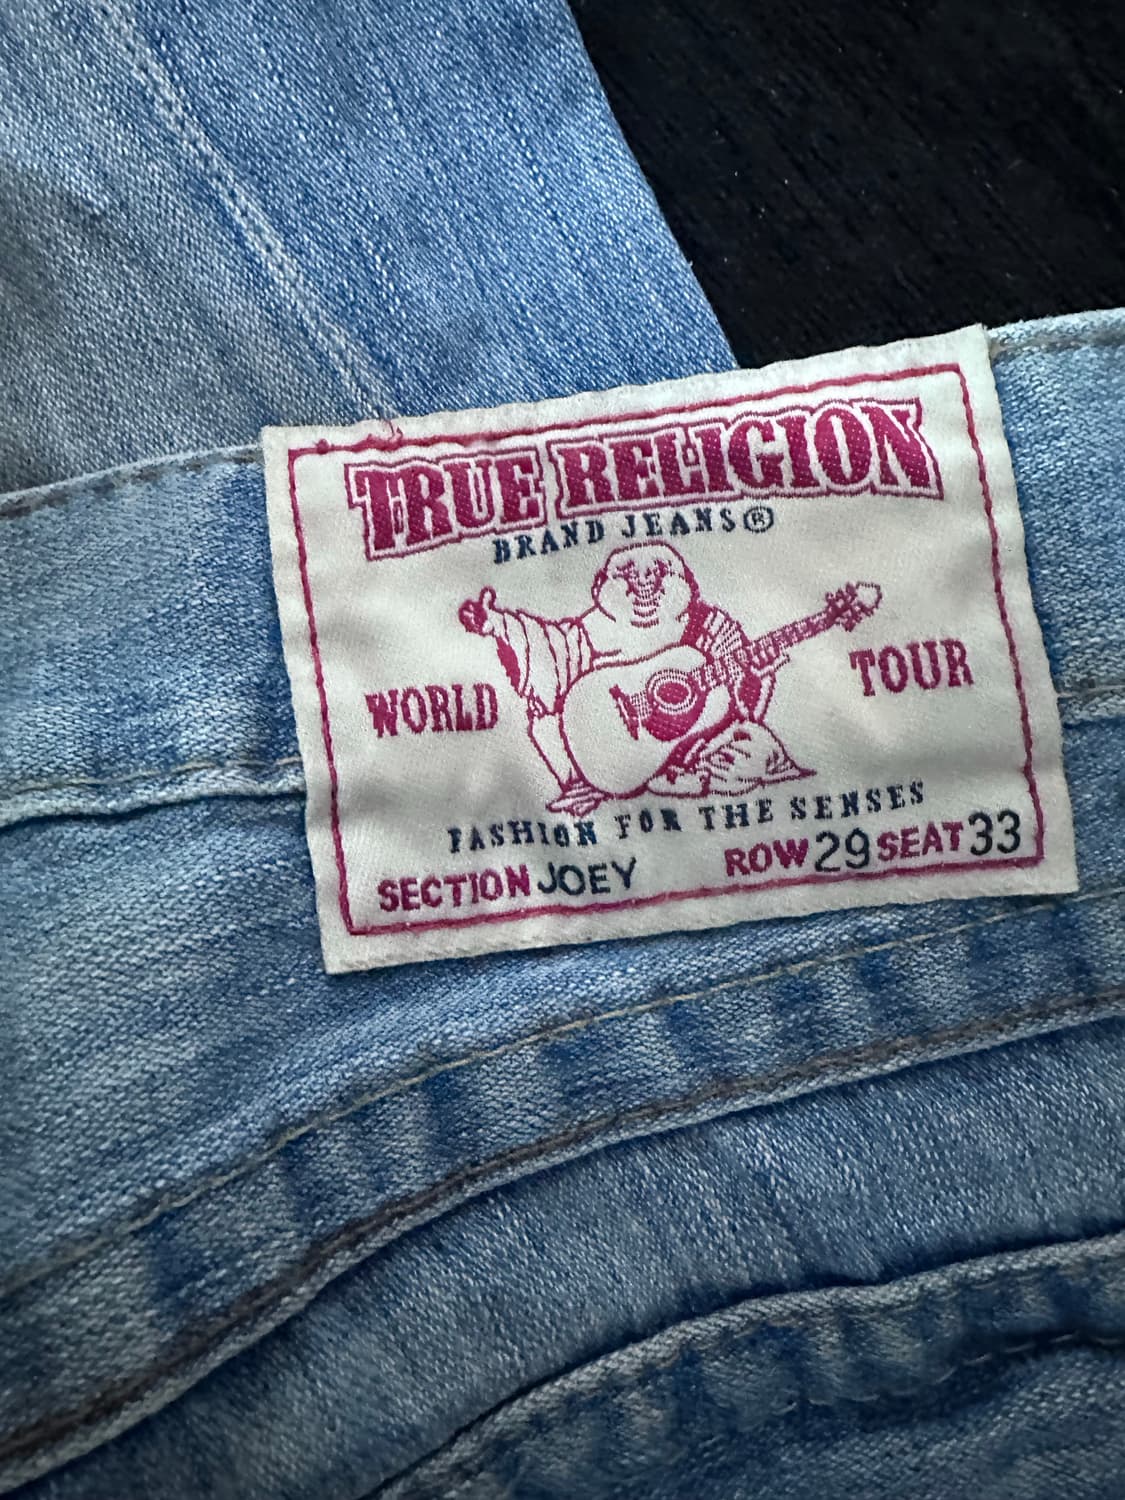 TRUE RELIGION
BRAND JEANS®
WORLD TOUR
FASHION FOR THE SENSES
SECTION JOEY ROW 29 SEAT 33